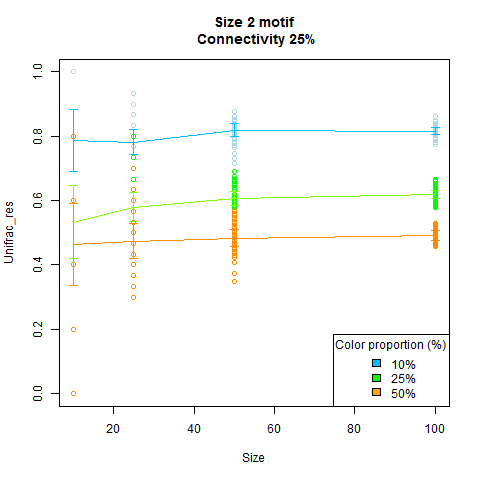 Size 2 motif
Connectivity 25%
Unifrac_res
1.0
0.8
0.6
0.4
0.2
0.0
20 40 60 80 100
Size
Color proportion (%)
10%
25%
50%